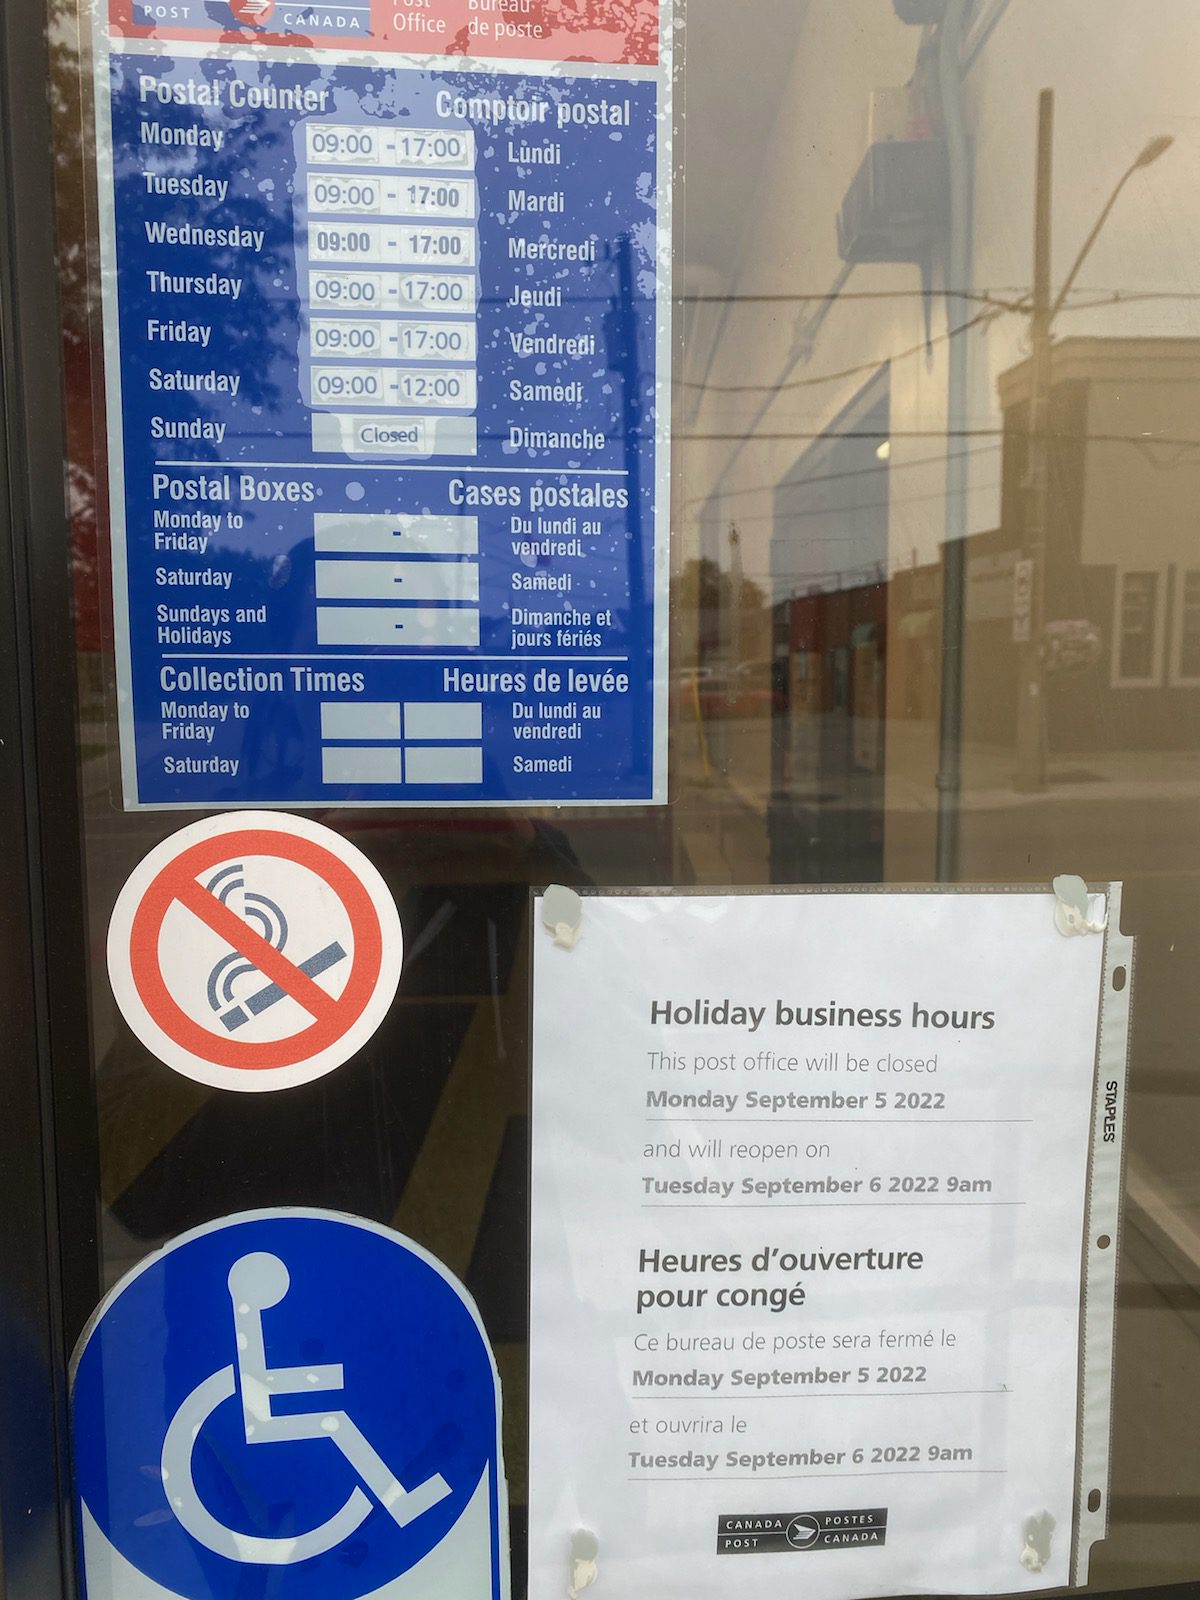 POST CANADA
Post Bureau
Office de poste
Postal Counter Comptoir postal
Monday 09:00 - 17:00 Lundi
Tuesday 09:00 - 17:00 Mardi
Wednesday 09:00 - 17:00 Mercredi
Thursday 09:00 - 17:00 Jeudi
Friday 09:00 - 17:00 Vendredi
Saturday 09:00 - 12:00 Samedi
Sunday Closed Dimanche
Postal Boxes Cases postales
Monday to Du lundi au
Friday - vendredi
Saturday - Samedi
Sundays and Dimanche et
Holidays - jours fériés
Collection Times Heures de levée
Monday to Du lundi au
Friday vendredi
Saturday Samedi
Holiday business hours
This post office will be closed
Monday September 5 2022
and will reopen on
Tuesday September 6 2022 9am
Heures d'ouverture
pour congé
Ce bureau de poste sera fermé le
Monday September 5 2022
et ouvrira le
Tuesday September 6 2022 9am
CANADA POSTES
POST CANADA
STAPLES